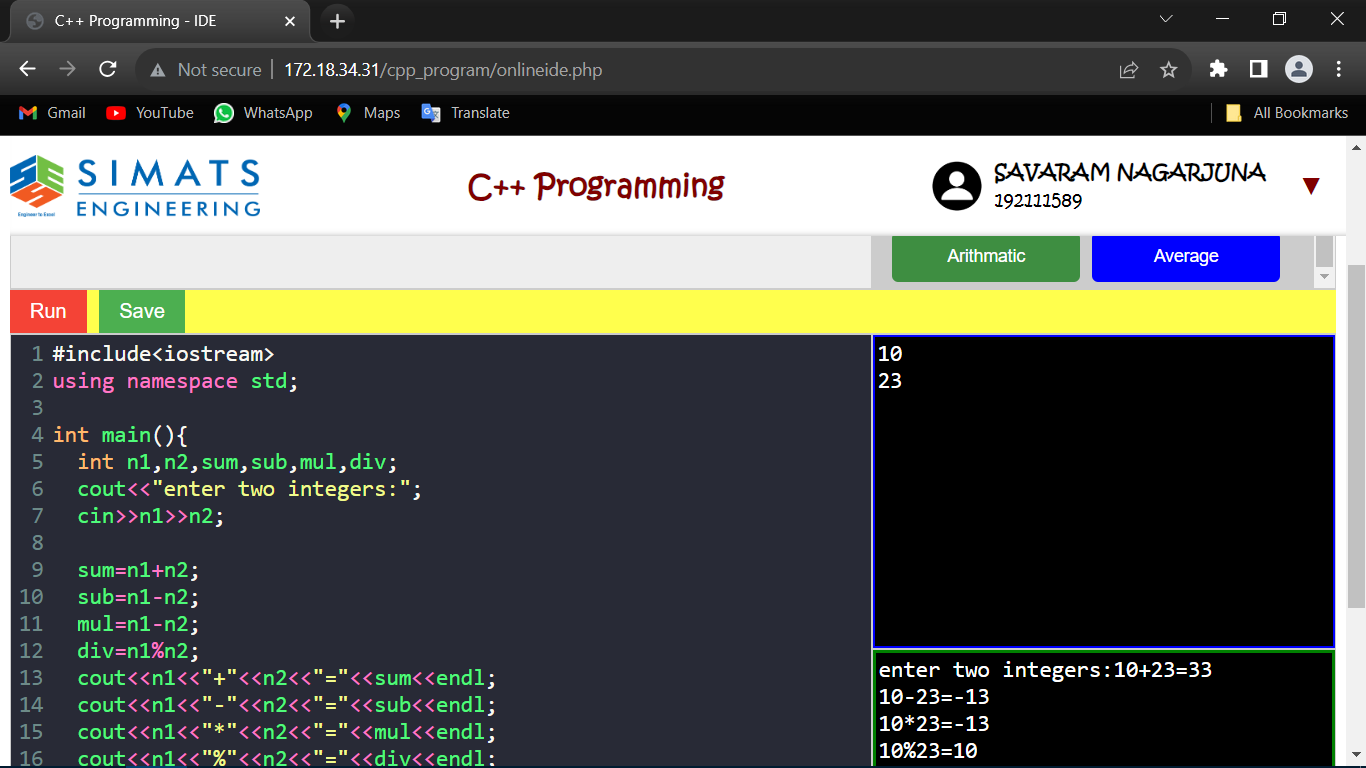 C++ Programming - IDE
Not secure 172.18.34.31/cpp_program/onlineide.php
Gmail YouTube WhatsApp Maps Translate All Bookmarks
SIMATS
ENGINEERING
Engineer to Excel
C++ Programming
SAVARAM NAGARJUNA
192111589
Arithmatic Average
Run Save
1 #include<iostream>
2 using namespace std;
3
4 int main(){
5 int n1,n2,sum,sub,mul,div;
6 cout<<"enter two integers:";
7 cin>>n1>>n2;
8
9 sum=n1+n2;
10 sub=n1-n2;
11 mul=n1-n2;
12 div=n1%n2;
13 cout<<n1<<"+"<<n2<<"="<<sum<<endl;
14 cout<<n1<<"-"<<n2<<"="<<sub<<endl;
15 cout<<n1<<"*"<<n2<<"="<<mul<<endl;
16 cout<<n1<<"%"<<n2<<"="<<div<<endl;
10
23
enter two integers:10+23=33
10-23=-13
10*23=-13
10%23=10